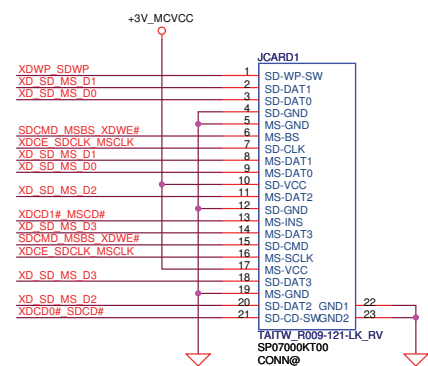 +3V_MCVCC
JCARD1
XDWP_SDWP 1 SD-WP-SW
XD_SD_MS_D1 2 SD-DAT1
XD_SD_MS_D0 3 SD-DAT0
4 SD-GND
5 MS-GND
SDCMD_MSBS_XDWE# 6 MS-BS
XDCE_SDCLK_MSCLK 7 SD-CLK
XD_SD_MS_D1 8 MS-DAT1
XD_SD_MS_D0 9 MS-DAT0
10 SD-VCC
XD_SD_MS_D2 11 MS-DAT2
12 SD-GND
XDCD1#_MSCD# 13 MS-INS
XD_SD_MS_D3 14 MS-DAT3
SDCMD_MSBS_XDWE# 15 SD-CMD
XDCE_SDCLK_MSCLK 16 MS-SCLK
17 MS-VCC
XD_SD_MS_D3 18 SD-DAT3
19 MS-GND
XD_SD_MS_D2 20 SD-DAT2 GND1 22
XDCD0#_SDCD# 21 SD-CD-SWGND2 23
TAITW_R009-121-LK_RV
SP07000KT00
CONN@